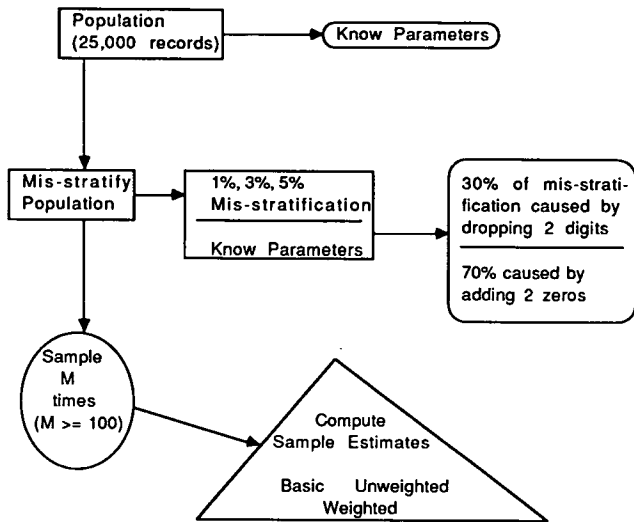 Population
(25,000 records)
Know Parameters
Mis-stratify
Population
1%, 3%, 5%
Mis-stratification
Know Parameters
30% of mis-strati-
fication caused by
dropping 2 digits
70% caused by
adding 2 zeros
Sample
M
times
(M >= 100)
Compute
Sample Estimates
Basic Unweighted
Weighted